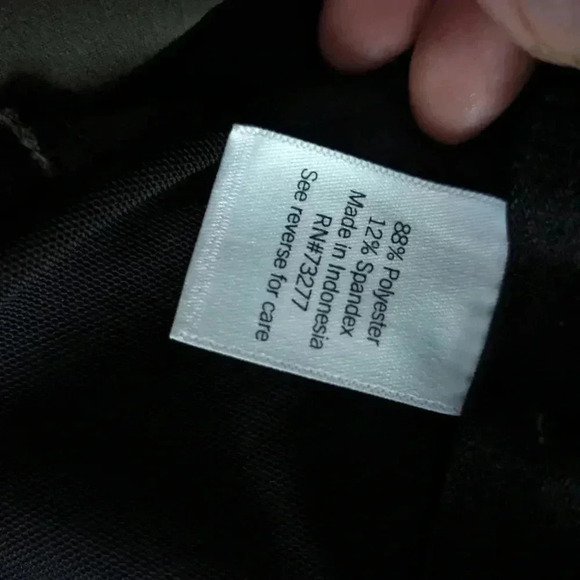 88% Polyester
12% Spandex
Made in Indonesia
RN#73277
See reverse for care